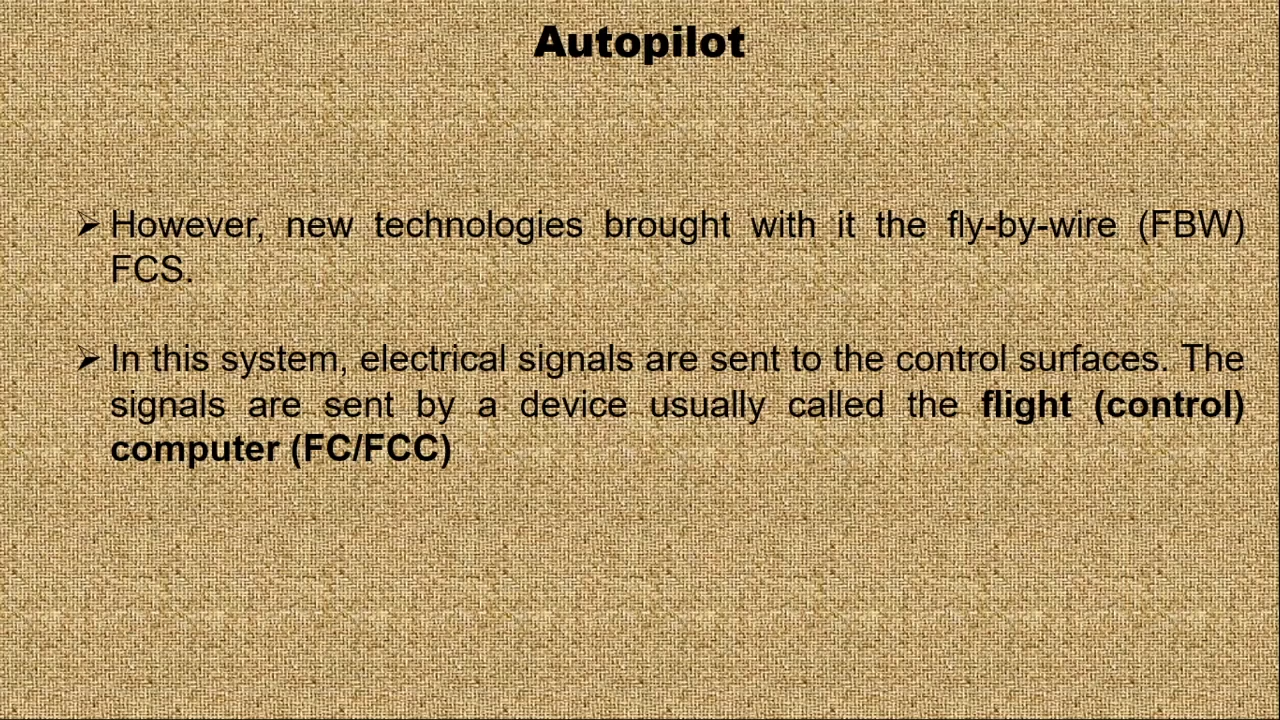 Autopilot
However, new technologies brought with it the fly-by-wire (FBW)
FCS.
In this system, electrical signals are sent to the control surfaces. The
signals are sent by a device usually called the flight (control)
computer (FC/FCC)